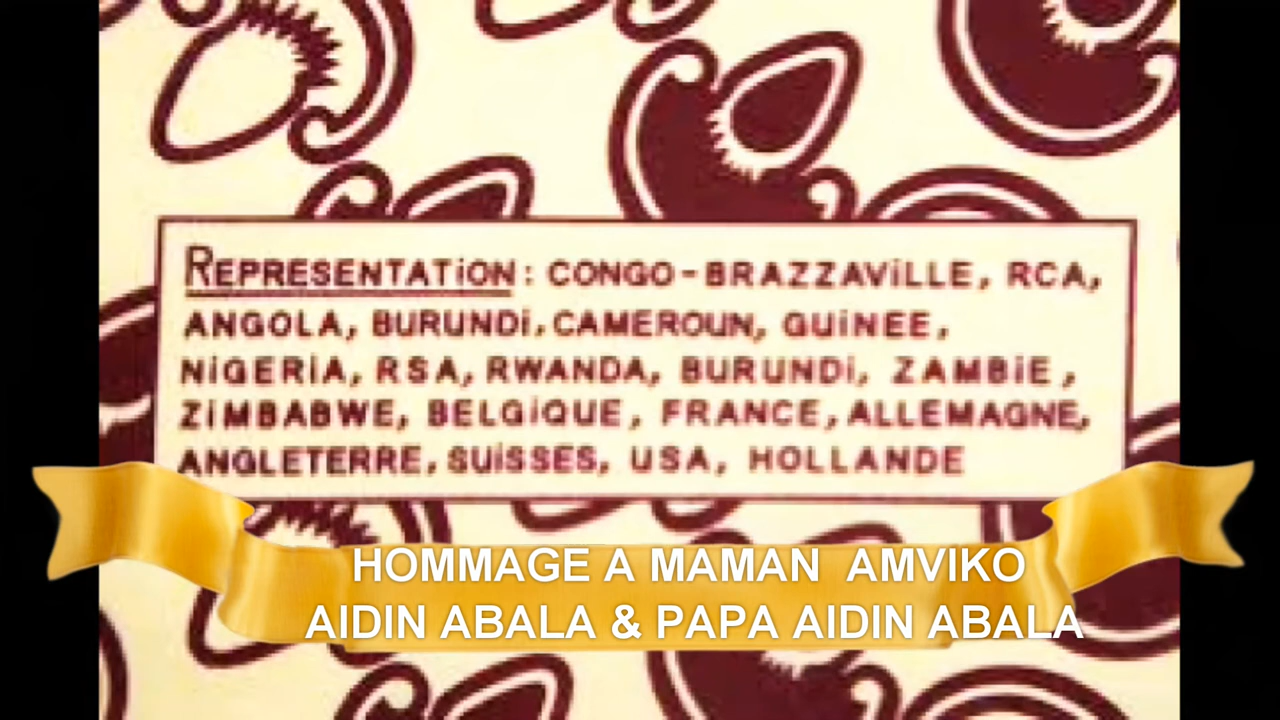 REPRESENTATiON : CONGO-BRAZZAViLLE, RCA,
ANGOLA, BURUNDi, CAMEROUN, GUiNEE,
NiGERiA, RSA, RWANDA, BURUNDi, ZAMBiE,
ZiMBABWE, BELGiQUE, FRANCE, ALLEMAGNE,
ANGLETERRE, SUiSSES, USA, HOLLANDE
HOMMAGE A MAMAN AMVIKO
AIDIN ABALA & PAPA AIDIN ABALA